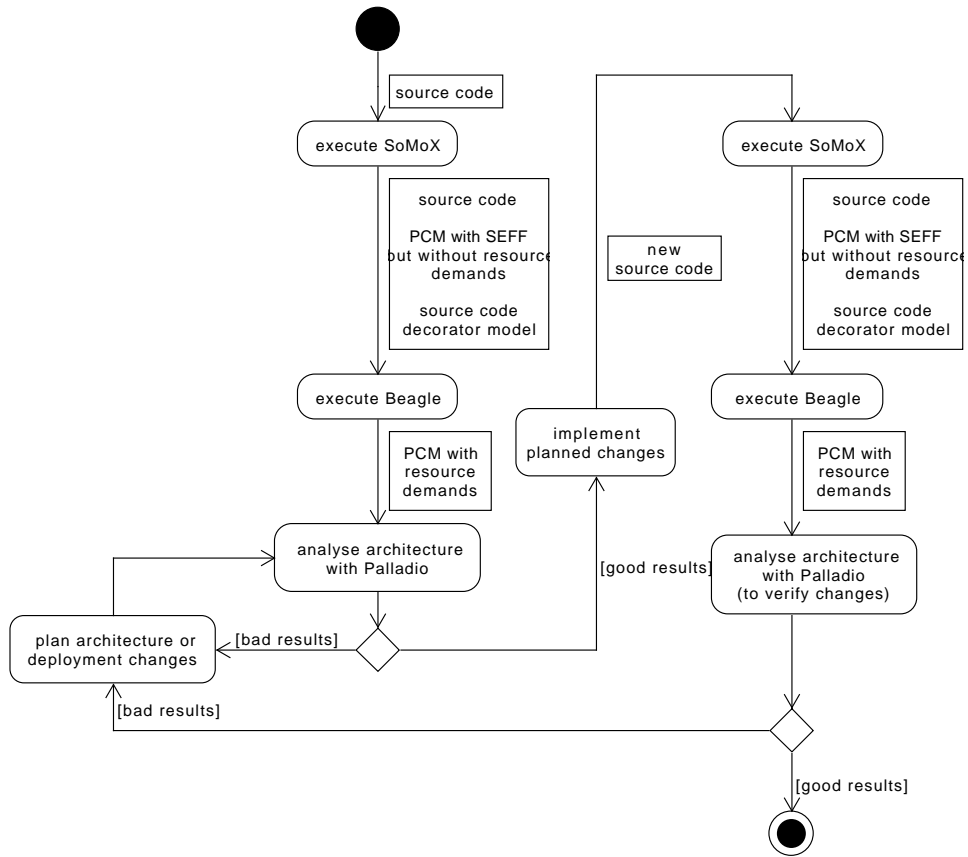 source code
execute SoMoX
source code
PCM with SEFF
but without resource
demands
source code
decorator model
execute Beagle
PCM with
resource
demands
analyse architecture
with Palladio
[bad results]
plan architecture or
deployment changes
[good results]
implement
planned changes
new
source code
execute SoMoX
source code
PCM with SEFF
but without resource
demands
source code
decorator model
execute Beagle
PCM with
resource
demands
analyse architecture
with Palladio
(to verify changes)
[bad results]
[good results]